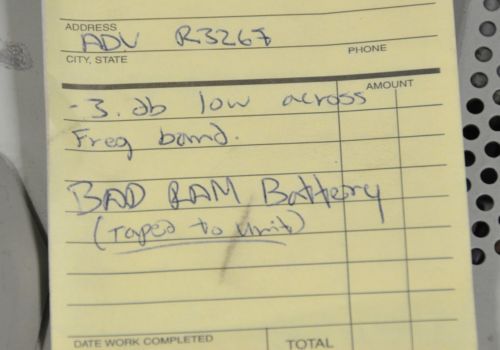 ADDRESS
ADV R3267
CITY, STATE
PHONE
AMOUNT
-3.db low across
Freq band.
BAD RAM Battery
(Taped to unit)
DATE WORK COMPLETED
TOTAL